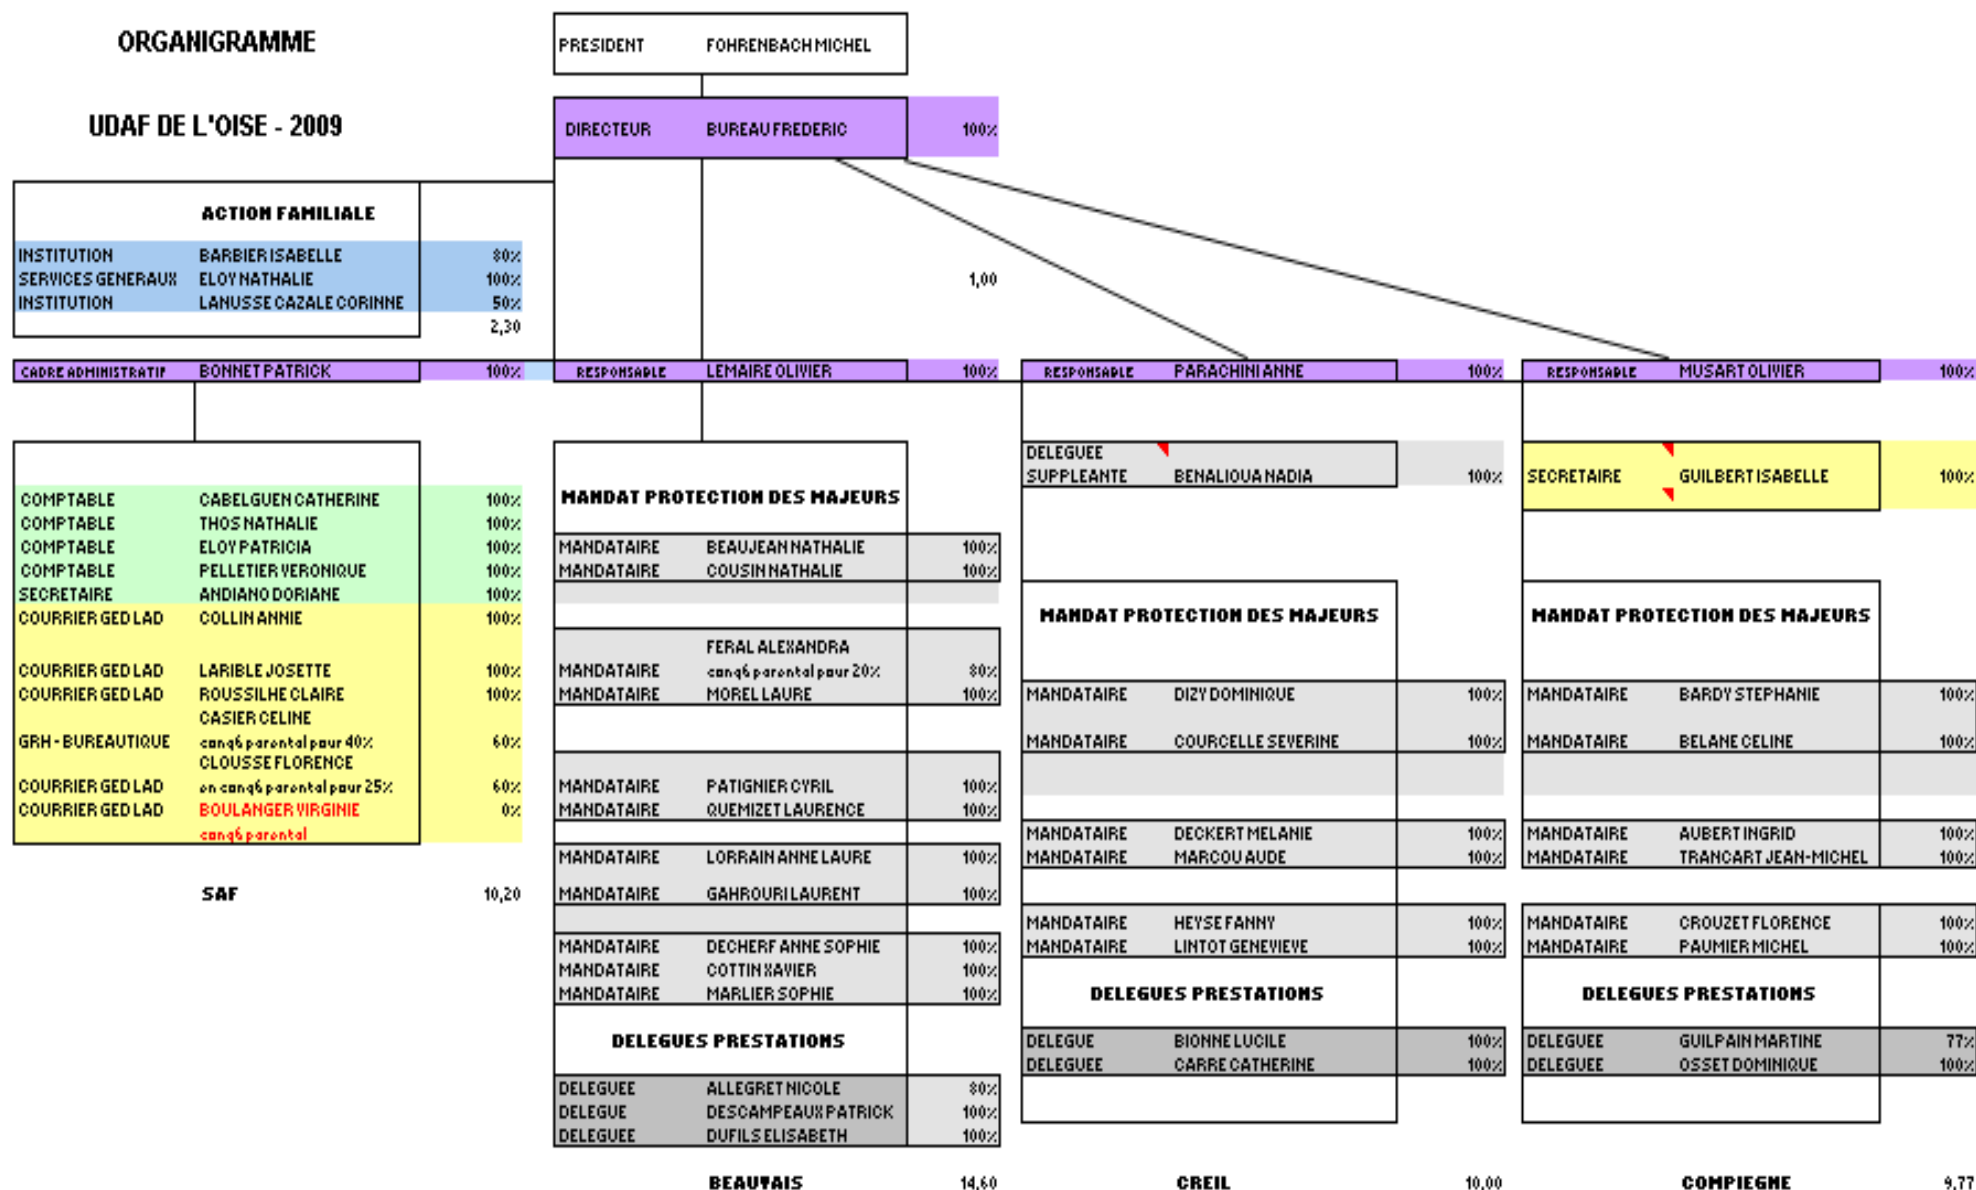 ORGANIGRAMME
UDAF DE L'OISE - 2009
PRESIDENT FOHRENBACH MICHEL
DIRECTEUR BUREAU FREDERIC 100%
1,00
ACTION FAMILIALE
INSTITUTION BARBIER ISABELLE 80%
SERVICES GENERAUX ELOY NATHALIE 100%
INSTITUTION LANUSSE CAZALE CORINNE 50%
2,30
CADRE ADMINISTRATIF BONNET PATRICK 100%
COMPTABLE CABELGUEN CATHERINE 100%
COMPTABLE THOS NATHALIE 100%
COMPTABLE ELOY PATRICIA 100%
COMPTABLE PELLETIER VERONIQUE 100%
SECRETAIRE ANDIANO DORIANE 100%
COURRIER GED LAD COLLIN ANNIE 100%
COURRIER GED LAD LARIBLE JOSETTE 100%
COURRIER GED LAD ROUSSILHE CLAIRE 100%
CASIER CELINE
GRH - BUREAUTIQUE congé parental pour 40% 60%
CLOUSSE FLORENCE
COURRIER GED LAD en congé parental pour 25% 60%
COURRIER GED LAD BOULANGER VIRGINIE 0%
congé parental
SAF 10,20
RESPONSABLE LEMAIRE OLIVIER 100%
MANDAT PROTECTION DES MAJEURS
MANDATAIRE BEAUJEAN NATHALIE 100%
MANDATAIRE COUSIN NATHALIE 100%
FERAL ALEXANDRA
MANDATAIRE congé parental pour 20% 80%
MANDATAIRE MOREL LAURE 100%
MANDATAIRE PATIGNIER CYRIL 100%
MANDATAIRE QUEMIZET LAURENCE 100%
MANDATAIRE LORRAIN ANNE LAURE 100%
MANDATAIRE GAHROURI LAURENT 100%
MANDATAIRE DECHERF ANNE SOPHIE 100%
MANDATAIRE COTTIN XAVIER 100%
MANDATAIRE MARLIER SOPHIE 100%
DELEGUES PRESTATIONS
DELEGUEE ALLEGRET NICOLE 80%
DELEGUE DESCAMPEAUX PATRICK 100%
DELEGUEE DUFILS ELISABETH 100%
BEAUVAIS 14,60
RESPONSABLE PARACHINI ANNE 100%
DELEGUEE
SUPPLEANTE BENALIOUA NADIA 100%
MANDAT PROTECTION DES MAJEURS
MANDATAIRE DIZY DOMINIQUE 100%
MANDATAIRE COURCELLE SEVERINE 100%
MANDATAIRE DECKERT MELANIE 100%
MANDATAIRE MARCOU AUDE 100%
MANDATAIRE HEYSE FANNY 100%
MANDATAIRE LINTOT GENEVIEVE 100%
DELEGUES PRESTATIONS
DELEGUE BIONNE LUCILE 100%
DELEGUEE CARRE CATHERINE 100%
CREIL 10,00
RESPONSABLE MUSART OLIVIER 100%
SECRETAIRE GUILBERT ISABELLE 100%
MANDAT PROTECTION DES MAJEURS
MANDATAIRE BARDY STEPHANIE 100%
MANDATAIRE BELANE CELINE 100%
MANDATAIRE AUBERT INGRID 100%
MANDATAIRE TRANCART JEAN-MICHEL 100%
MANDATAIRE CROUZET FLORENCE 100%
MANDATAIRE PAUMIER MICHEL 100%
DELEGUES PRESTATIONS
DELEGUEE GUILPAIN MARTINE 77%
DELEGUEE OSSET DOMINIQUE 100%
COMPIEGNE 9,77